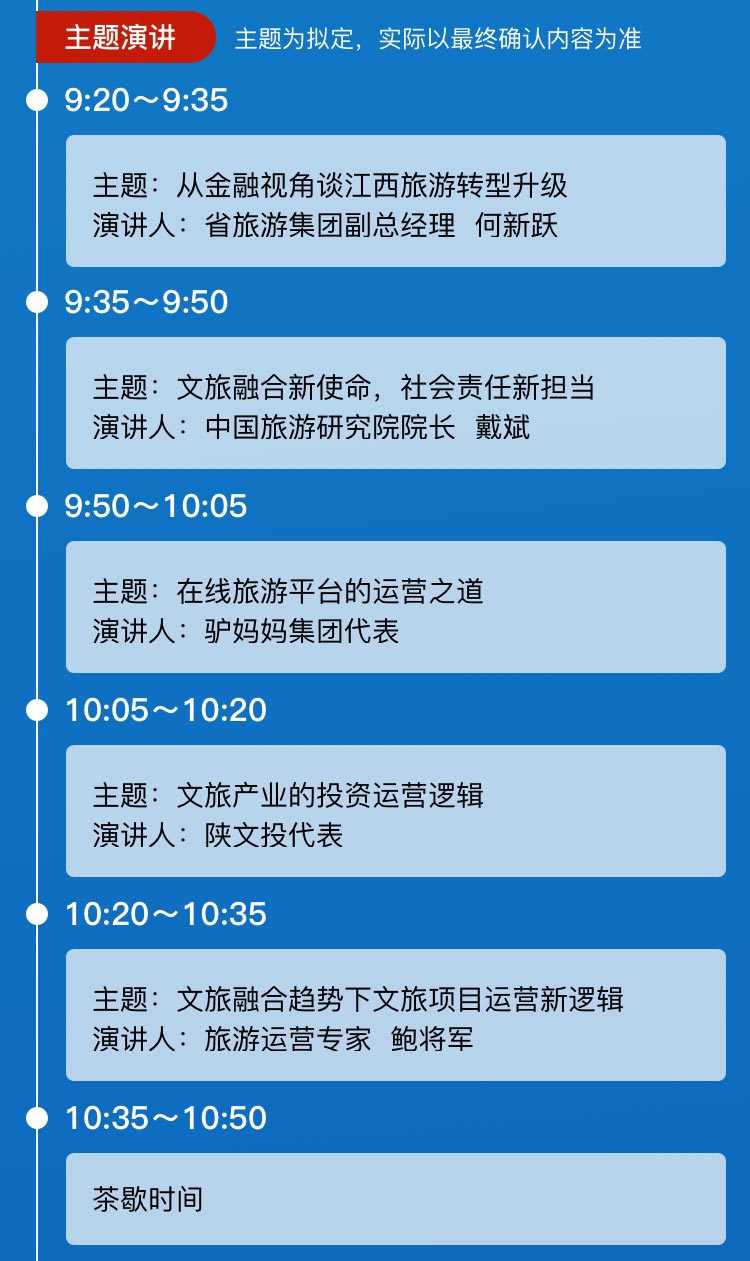 主题演讲 主题为拟定，实际以最终确认内容为准
9:20～9:35
主题：从金融视角谈江西旅游转型升级
演讲人：省旅游集团副总经理 何新跃
9:35～9:50
主题：文旅融合新使命，社会责任新担当
演讲人：中国旅游研究院院长 戴斌
9:50～10:05
主题：在线旅游平台的运营之道
演讲人：驴妈妈集团代表
10:05～10:20
主题：文旅产业的投资运营逻辑
演讲人：陕文投代表
10:20～10:35
主题：文旅融合趋势下文旅项目运营新逻辑
演讲人：旅游运营专家 鲍将军
10:35～10:50
茶歇时间